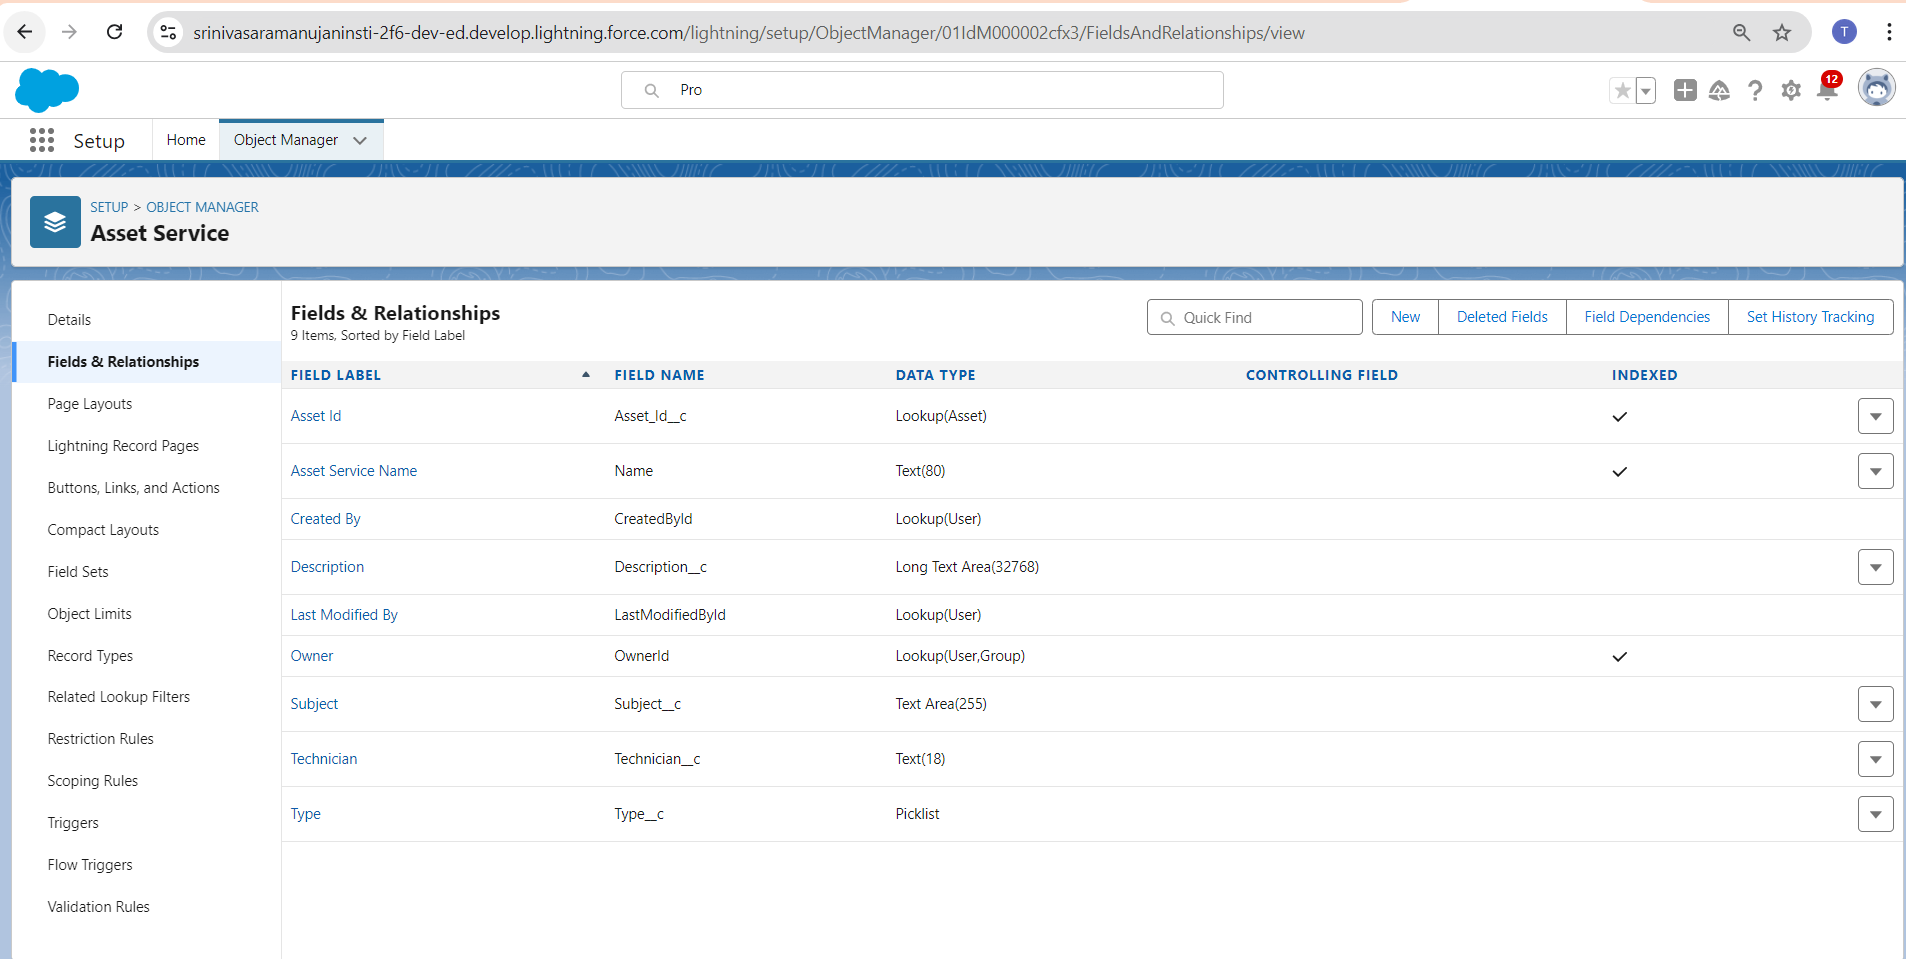 srinivasaramanujaninsti-2f6-dev-ed.develop.lightning.force.com/lightning/setup/ObjectManager/01IdM000002cfx3/FieldsAndRelationships/view
T
Pro
12
Setup
Home
Object Manager
SETUP > OBJECT MANAGER
Asset Service
Details
Fields & Relationships
Page Layouts
Lightning Record Pages
Buttons, Links, and Actions
Compact Layouts
Field Sets
Object Limits
Record Types
Related Lookup Filters
Restriction Rules
Scoping Rules
Triggers
Flow Triggers
Validation Rules
Fields & Relationships
9 Items, Sorted by Field Label
Quick Find
New
Deleted Fields
Field Dependencies
Set History Tracking
FIELD LABEL FIELD NAME DATA TYPE CONTROLLING FIELD INDEXED
Asset Id Asset_Id__c Lookup(Asset)
Asset Service Name Name Text(80)
Created By CreatedById Lookup(User)
Description Description__c Long Text Area(32768)
Last Modified By LastModifiedById Lookup(User)
Owner OwnerId Lookup(User,Group)
Subject Subject__c Text Area(255)
Technician Technician__c Text(18)
Type Type__c Picklist